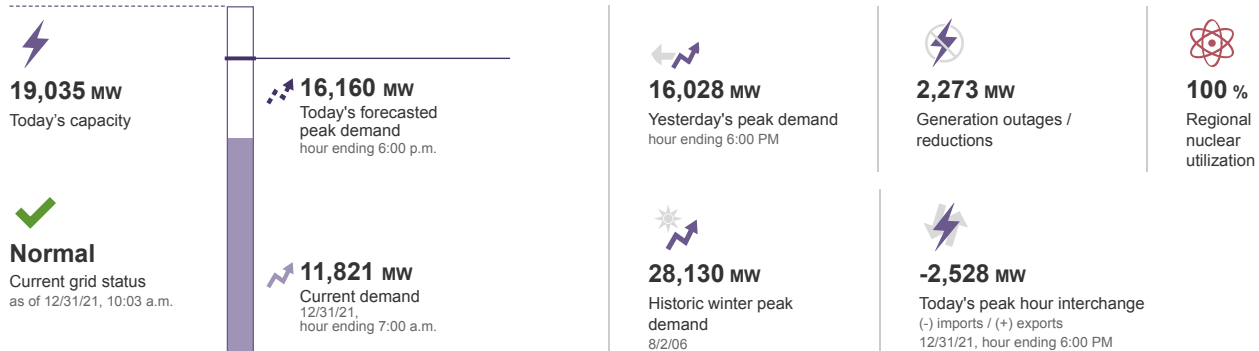 19,035 MW
Today's capacity
Normal
Current grid status
as of 12/31/21, 10:03 a.m.
16,160 MW
Today's forecasted
peak demand
hour ending 6:00 p.m.
11,821 MW
Current demand
12/31/21,
hour ending 7:00 a.m.
16,028 MW
Yesterday's peak demand
hour ending 6:00 PM
2,273 MW
Generation outages /
reductions
100 %
Regional
nuclear
utilization
28,130 MW
Historic winter peak
demand
8/2/06
-2,528 MW
Today's peak hour interchange
(-) imports / (+) exports
12/31/21, hour ending 6:00 PM